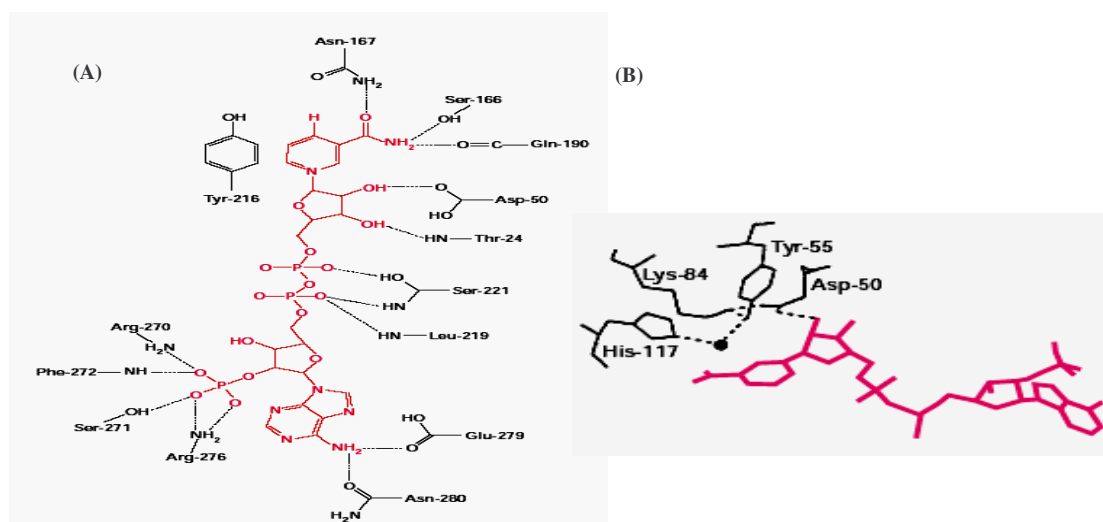 Asn-167
(A)
(B)
O
NH₂
Ser-166
OH
OH
H
O
NH₂
O
C
Gln-190
N
Tyr-216
OH
O
O
Asp-50
HO
OH
HN
Thr-24
O
O
P
O
HO
O
O
P
O
HN
Ser-221
O
HN
Leu-219
Arg-270
H₂N
HO
O
Phe-272
NH
O
O
P
O
N
N
OH
O
O
Ser-271
NH₂
N
N
HO
Glu-279
Arg-276
NH₂
O
O
Asn-280
H₂N
Tyr-55
Lys-84
Asp-50
His-117